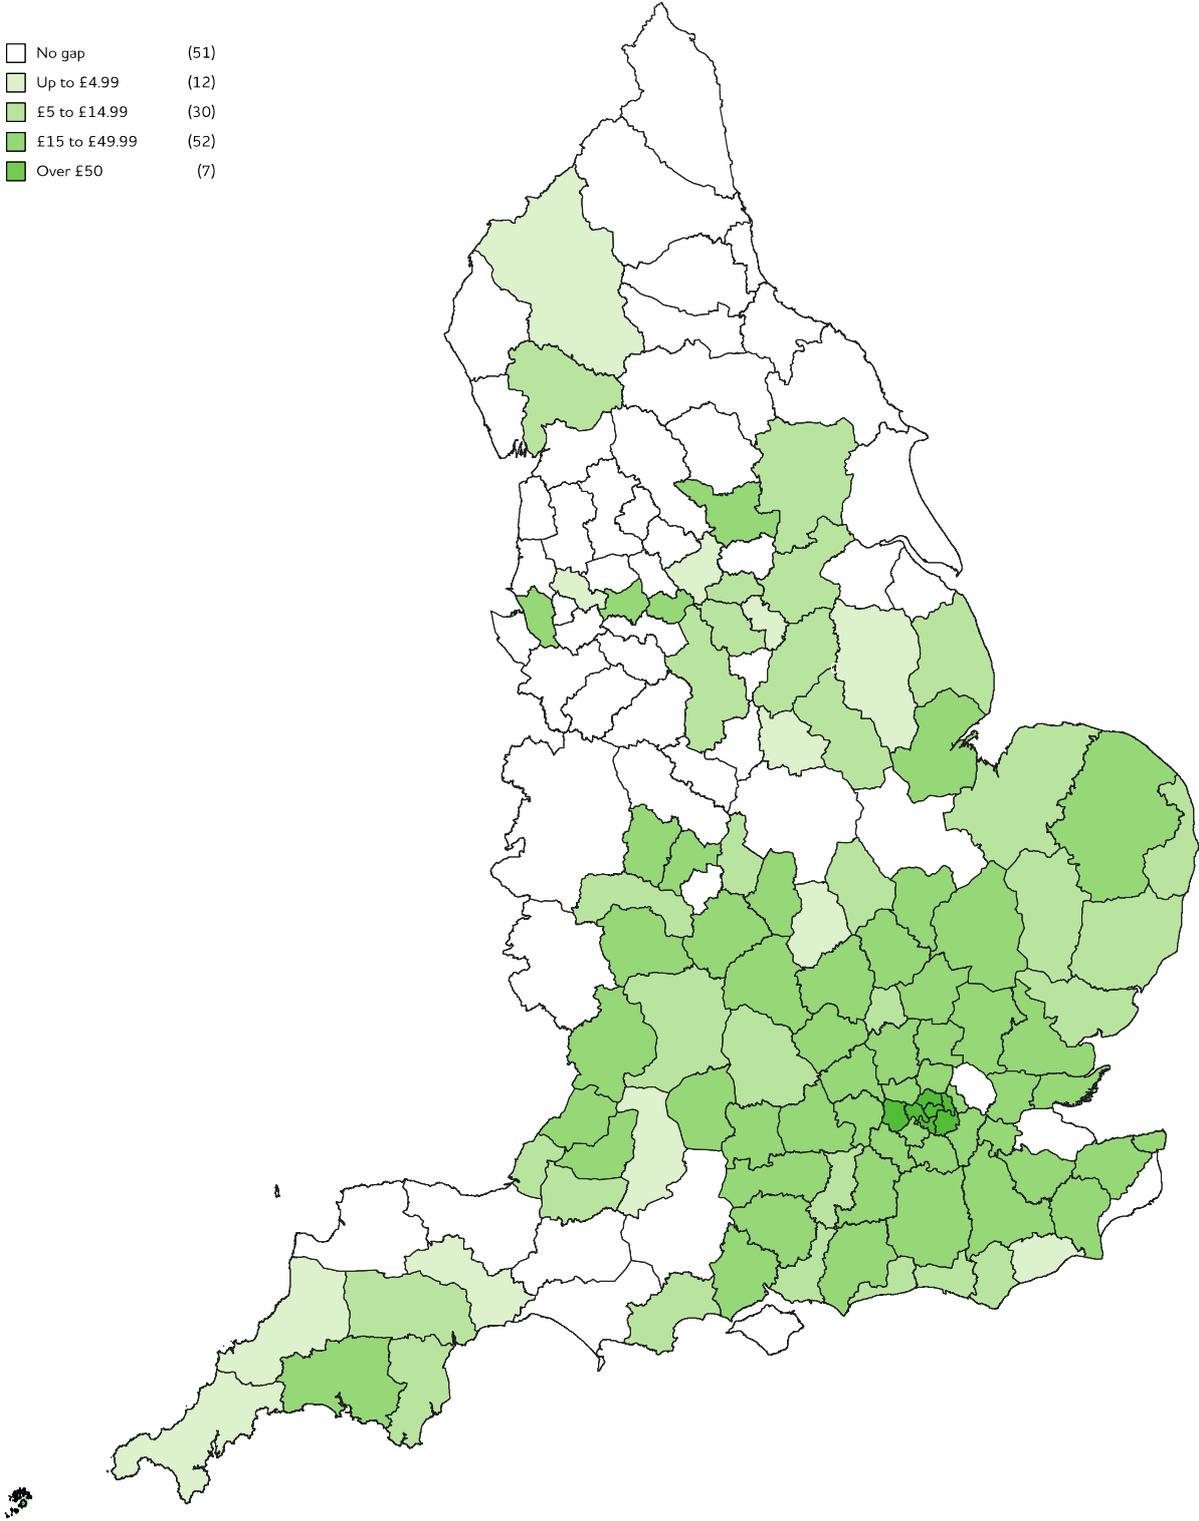 No gap (51)
Up to £4.99 (12)
£5 to £14.99 (30)
£15 to £49.99 (52)
Over £50 (7)